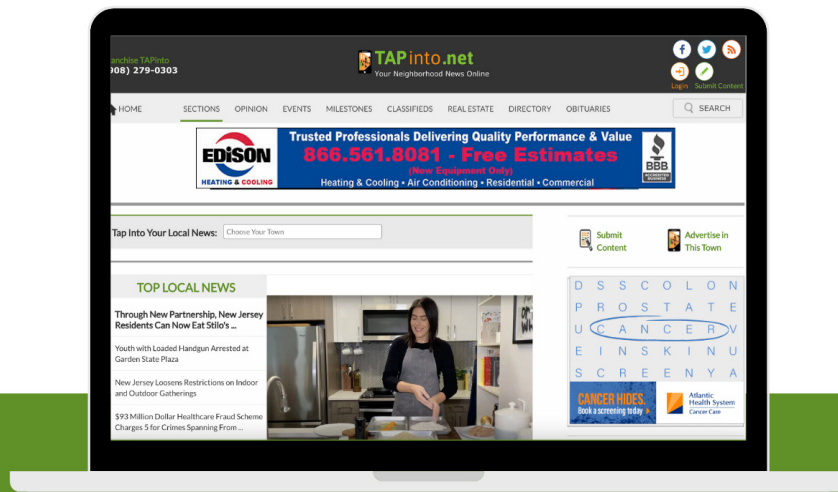 anchise TAPinto
908) 279-0303
TAPinto.net
Your Neighborhood News Online
Login Submit Content
HOME SECTIONS OPINION EVENTS MILESTONES CLASSIFIEDS REAL ESTATE DIRECTORY OBITUARIES SEARCH
EDISON
HEATING & COOLING
Trusted Professionals Delivering Quality Performance & Value
866.561.8081 - Free Estimates
(New Equipment Only)
Heating & Cooling • Air Conditioning • Residential • Commercial
BBB
ACCREDITED
BUSINESS
Tap Into Your Local News: Choose Your Town
Submit
Content
Advertise in
This Town
TOP LOCAL NEWS
Through New Partnership, New Jersey
Residents Can Now Eat Stilo's ...
Youth with Loaded Handgun Arrested at
Garden State Plaza
New Jersey Loosens Restrictions on Indoor
and Outdoor Gatherings
$93 Million Dollar Healthcare Fraud Scheme
Charges 5 for Crimes Spanning From ...
D S S C O L O N
P R O S T A T E
U C A N C E R V
E I N S K I N U
S C R E E N Y A
CANCER HIDES.
Book a screening today
Atlantic
Health System
Cancer Care